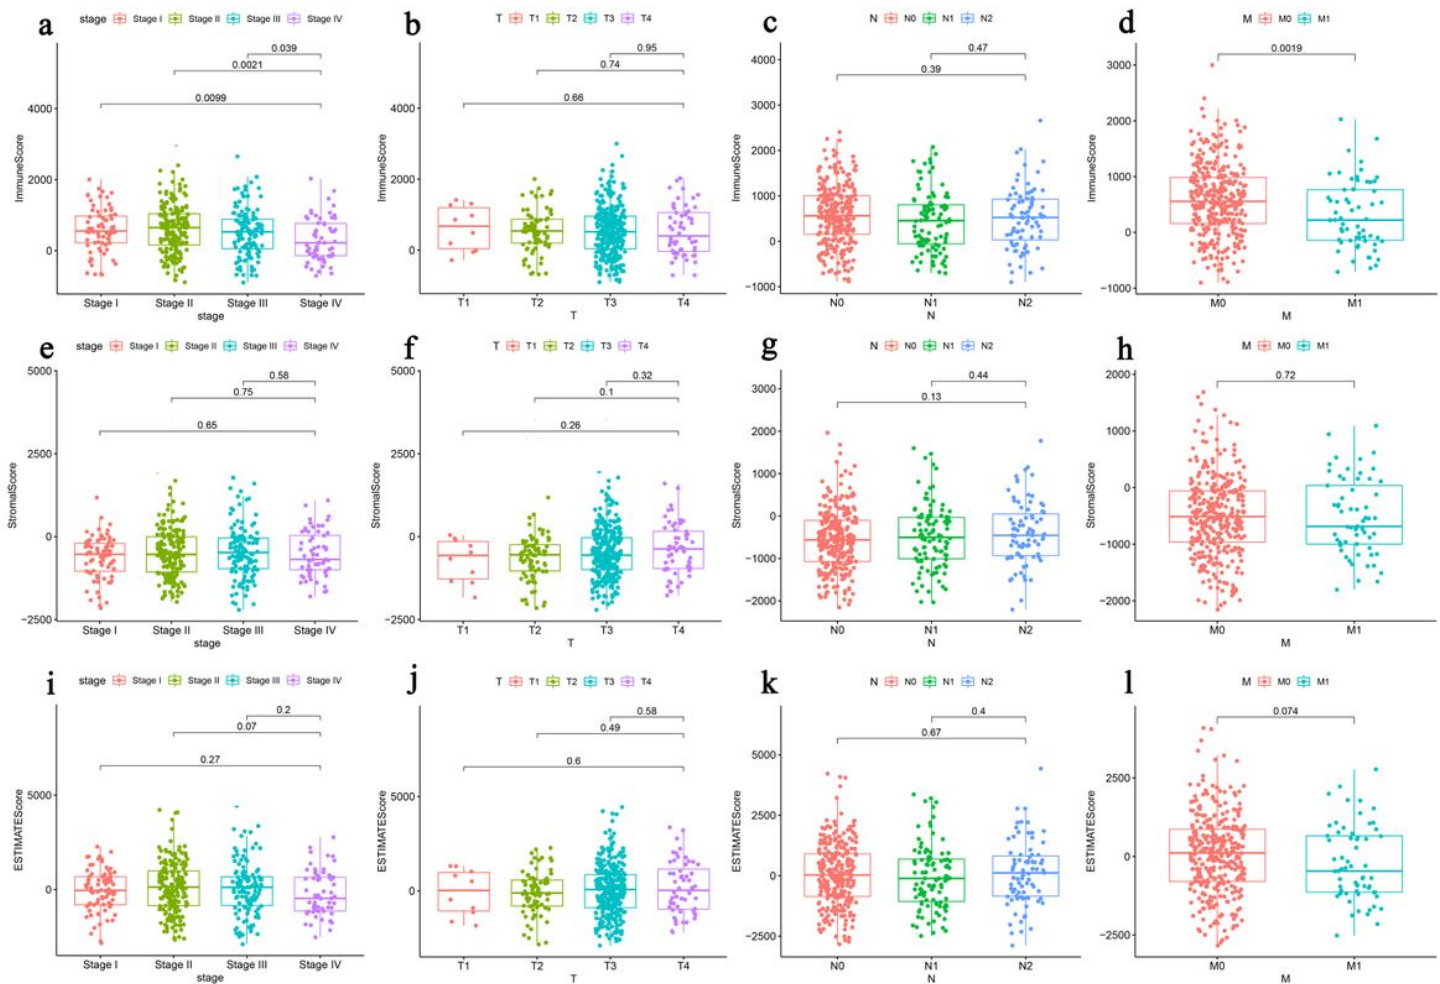 a
stage Stage I Stage II Stage III Stage IV
ImmuneScore
4000
2000
0
0.039
0.0021
0.0099
Stage I Stage II Stage III Stage IV
stage
b
T T1 T2 T3 T4
ImmuneScore
4000
2000
0
0.95
0.74
0.66
T1 T2 T3 T4
T
c
N N0 N1 N2
ImmuneScore
4000
3000
2000
1000
0
−1000
0.47
0.39
N0 N1 N2
N
d
M M0 M1
ImmuneScore
3000
2000
1000
0
−1000
0.0019
M0 M1
M
e
stage Stage I Stage II Stage III Stage IV
StromalScore
5000
2500
0
−2500
0.58
0.75
0.65
Stage I Stage II Stage III Stage IV
stage
f
T T1 T2 T3 T4
StromalScore
5000
2500
0
−2500
0.32
0.1
0.26
T1 T2 T3 T4
T
g
N N0 N1 N2
StromalScore
3000
2000
1000
0
−1000
−2000
0.44
0.13
N0 N1 N2
N
h
M M0 M1
StromalScore
2000
1000
0
−1000
−2000
0.72
M0 M1
M
i
stage Stage I Stage II Stage III Stage IV
ESTIMATEScore
5000
0
0.2
0.07
0.27
Stage I Stage II Stage III Stage IV
stage
j
T T1 T2 T3 T4
ESTIMATEScore
5000
0
0.58
0.49
0.6
T1 T2 T3 T4
T
k
N N0 N1 N2
ESTIMATEScore
5000
2500
0
−2500
0.4
0.67
N0 N1 N2
N
l
M M0 M1
ESTIMATEScore
2500
0
−2500
0.074
M0 M1
M